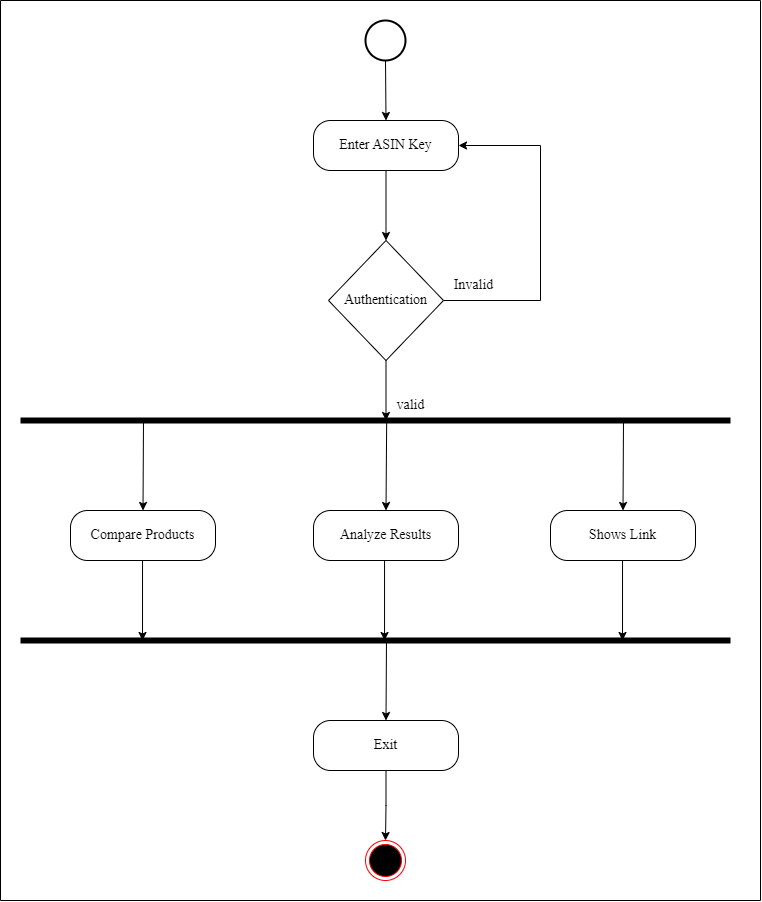 Enter ASIN Key
Invalid
Authentication
valid
Compare Products
Analyze Results
Shows Link
Exit